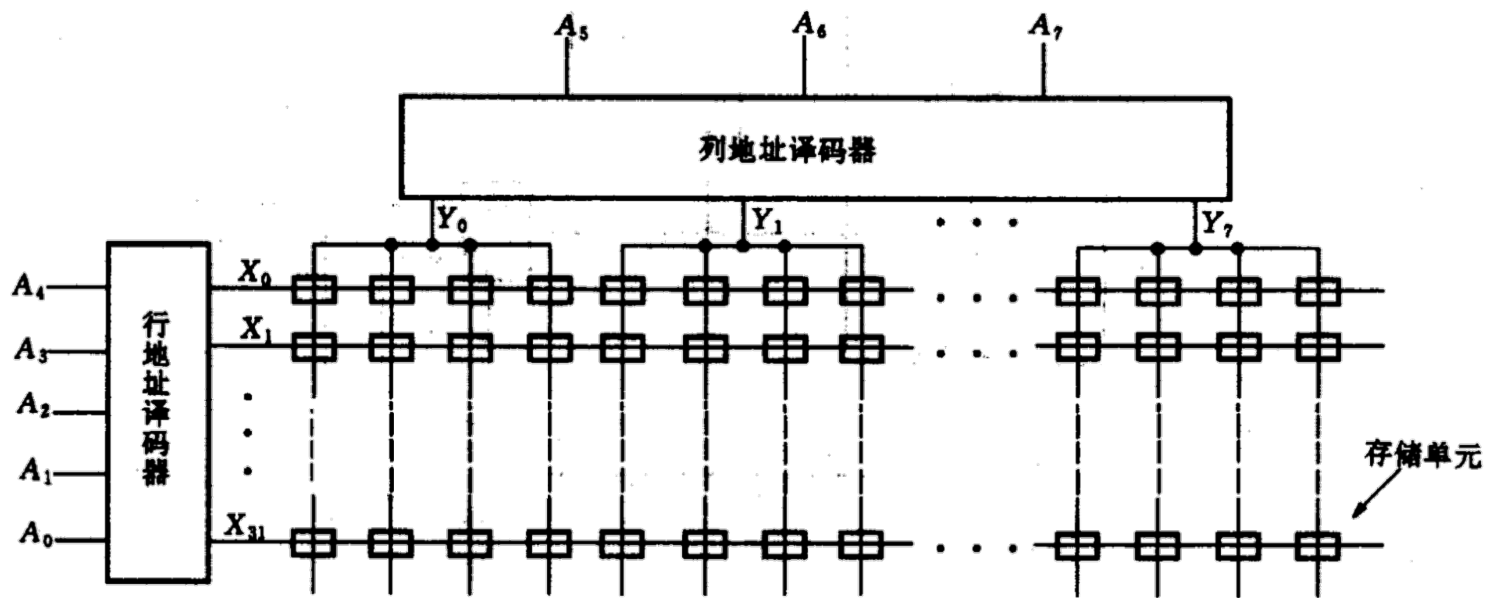 A₅ A₆ A₇
列地址译码器
Y₀ Y₁ Y₇
行地址译码器
A₄
A₃
A₂
A₁
A₀
X₀
X₁
X₃₁
存储单元